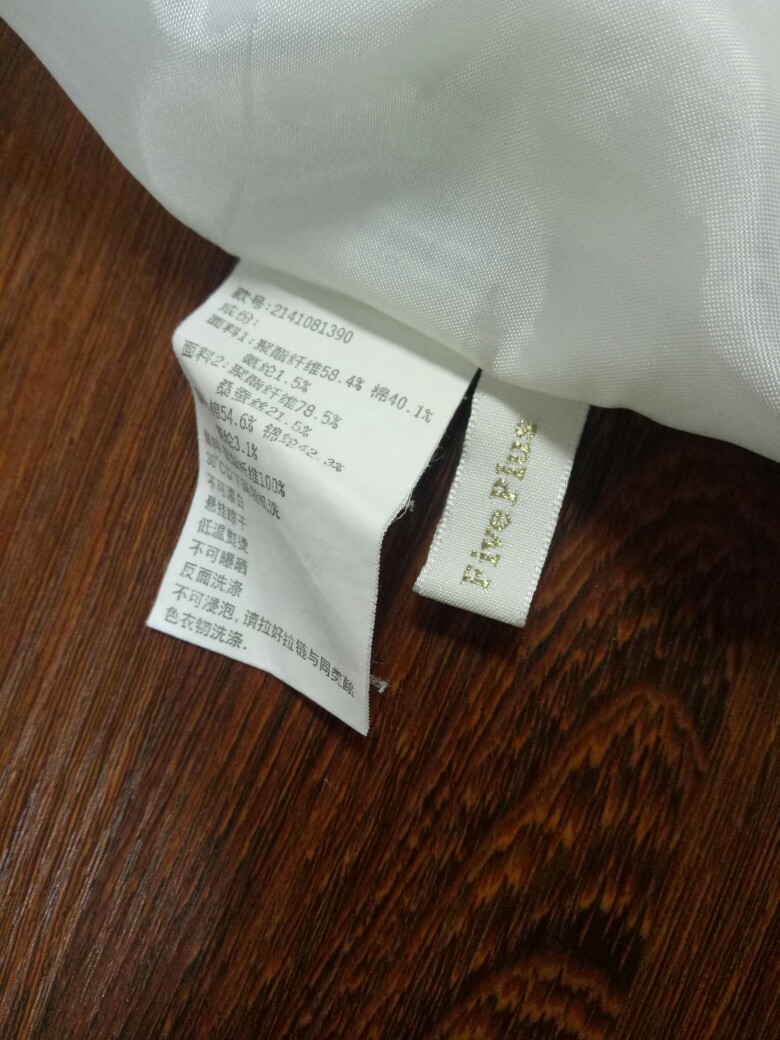 款号:2141081390
成份:
面料1:聚酯纤维58.4% 棉40.1%
氨纶1.5%
面料2:聚酯纤维78.5%
桑蚕丝21.5%
棉54.6% 锦纶42.3%
氨纶3.1%
纤维100%
30℃
不可漂白
悬挂晾干
低温熨烫
不可曝晒
反面洗涤
不可浸泡,请拉好拉链与同类颜
色衣物洗涤.
Five Plus